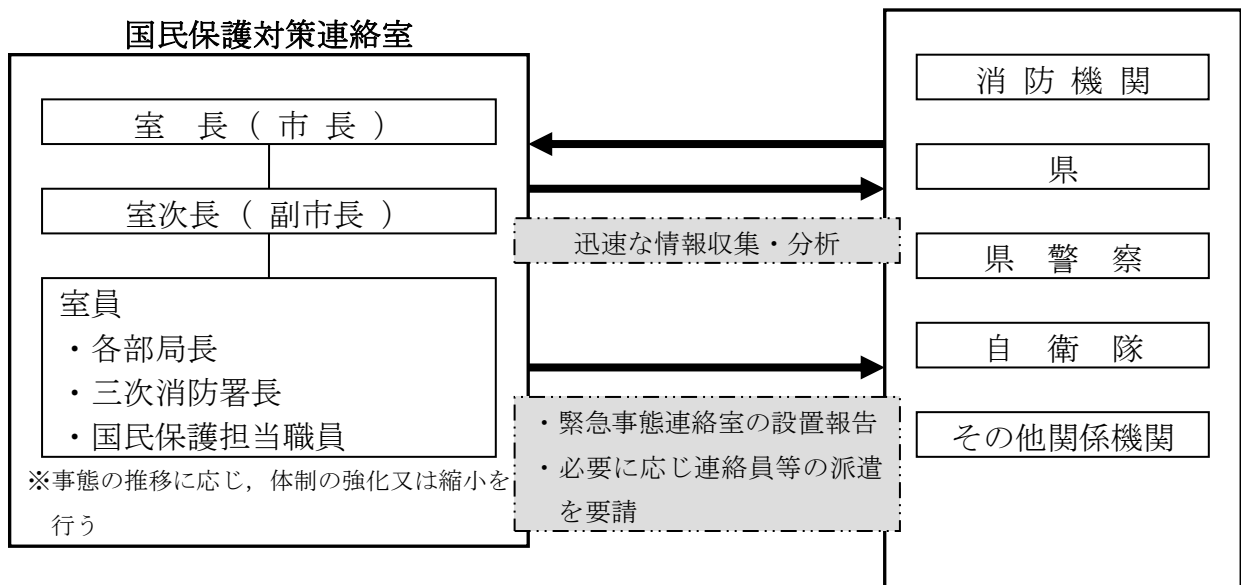 国民保護対策連絡室
室　長（ 市 長 ）
室次長（ 副市長 ）
室員
・各部局長
・三次消防署長
・国民保護担当職員
※事態の推移に応じ，体制の強化又は縮小を
行う
迅速な情報収集・分析
・緊急事態連絡室の設置報告
・必要に応じ連絡員等の派遣
を要請
消 防 機 関
県
県　警　察
自　衛　隊
その他関係機関